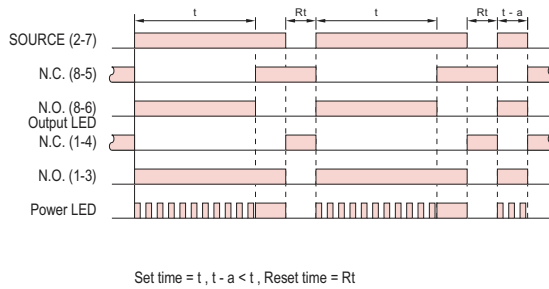 t Rt t Rt t - a
SOURCE (2-7)
N.C. (8-5)
N.O. (8-6)
Output LED
N.C. (1-4)
N.O. (1-3)
Power LED
Set time = t , t - a < t , Reset time = Rt